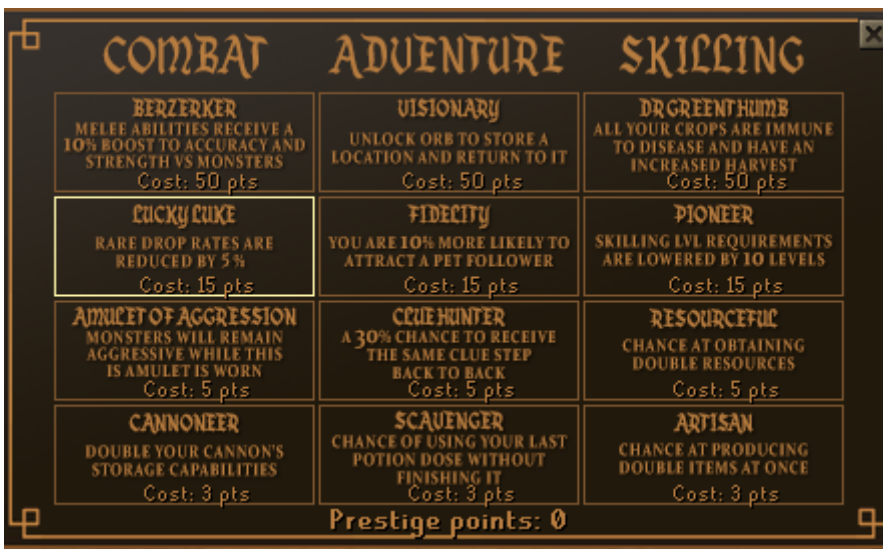 COMBAT ADVENTURE SKILLING
BERZERKER
MELEE ABILITIES RECEIVE A
10% BOOST TO ACCURACY AND
STRENGTH VS MONSTERS
Cost: 50 pts
VISIONARY
UNLOCK ORB TO STORE A
LOCATION AND RETURN TO IT
Cost: 50 pts
DR GREENTHUMB
ALL YOUR CROPS ARE IMMUNE
TO DISEASE AND HAVE AN
INCREASED HARVEST
Cost: 50 pts
LUCKY LUKE
RARE DROP RATES ARE
REDUCED BY 5%
Cost: 15 pts
FIDELITY
YOU ARE 10% MORE LIKELY TO
ATTRACT A PET FOLLOWER
Cost: 15 pts
PIONEER
SKILLING LVL REQUIREMENTS
ARE LOWERED BY 10 LEVELS
Cost: 15 pts
AMULET OF AGGRESSION
MONSTERS WILL REMAIN
AGGRESSIVE WHILE THIS
IS AMULET IS WORN
Cost: 5 pts
CLUE HUNTER
A 30% CHANCE TO RECEIVE
THE SAME CLUE STEP
BACK TO BACK
Cost: 5 pts
RESOURCEFUL
CHANCE AT OBTAINING
DOUBLE RESOURCES
Cost: 5 pts
CANNONEER
DOUBLE YOUR CANNON'S
STORAGE CAPABILITIES
Cost: 3 pts
SCAVENGER
CHANCE OF USING YOUR LAST
POTION DOSE WITHOUT
FINISHING IT
Cost: 3 pts
ARTISAN
CHANCE AT PRODUCING
DOUBLE ITEMS AT ONCE
Cost: 3 pts
Prestige points: 0